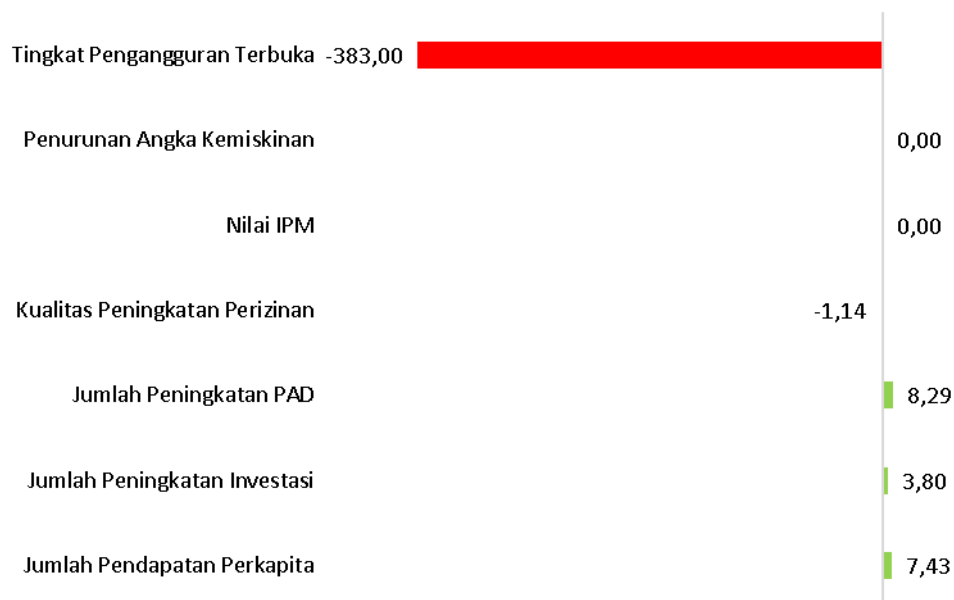 Tingkat Pengangguran Terbuka -383,00
Penurunan Angka Kemiskinan 0,00
Nilai IPM 0,00
Kualitas Peningkatan Perizinan -1,14
Jumlah Peningkatan PAD 8,29
Jumlah Peningkatan Investasi 3,80
Jumlah Pendapatan Perkapita 7,43